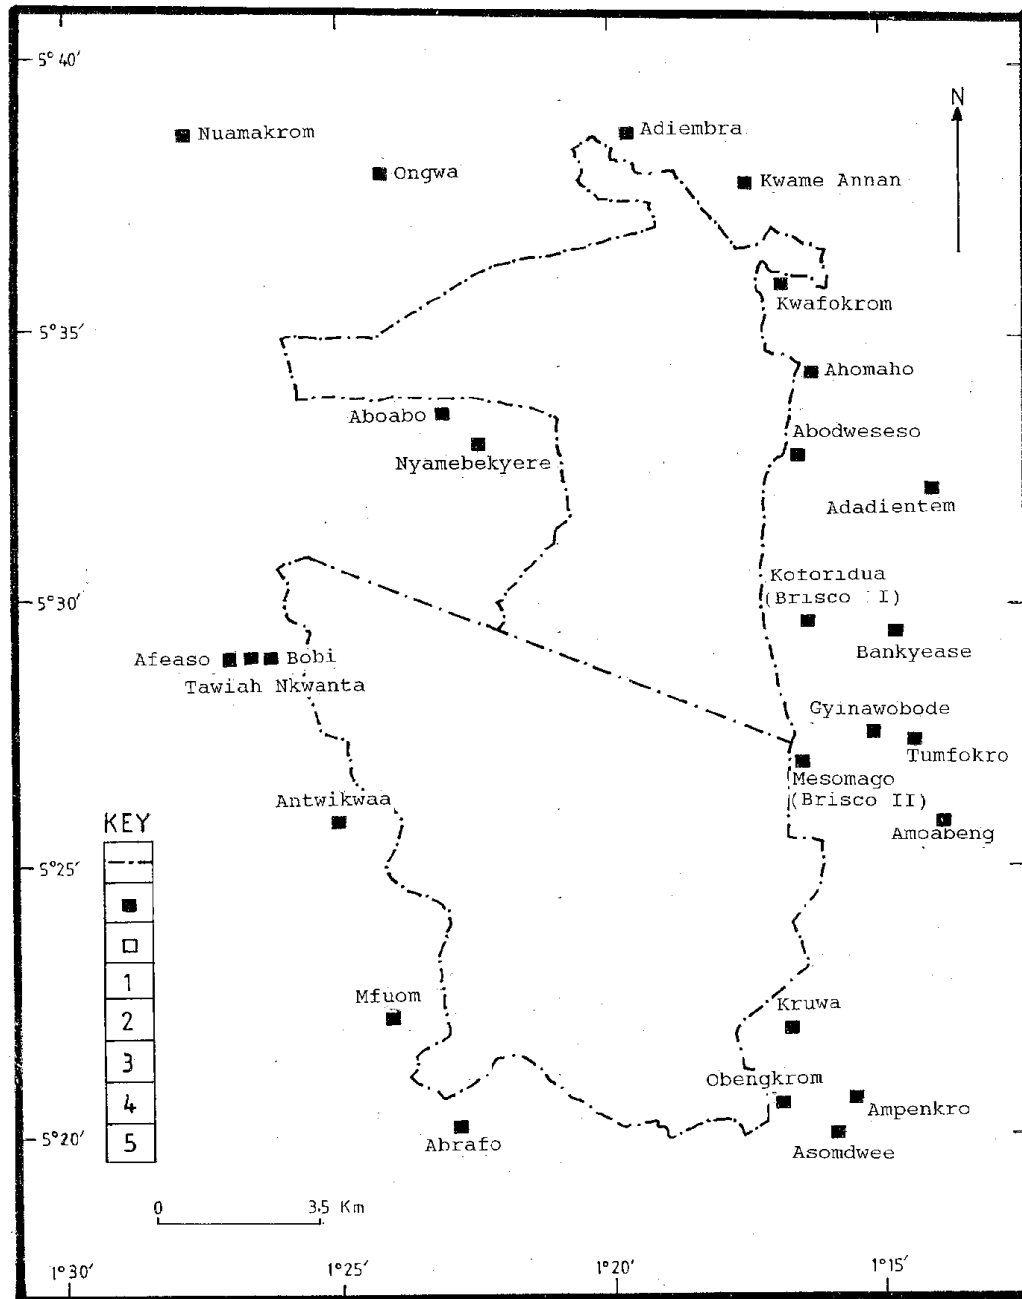 5° 40′
N
Nuamakrom
Adiembra
Ongwa
Kwame Annan
Kwafokrom
5° 35′
Ahomaho
Aboabo
Abodweseso
Nyamebekyere
Adadientem
Kotoridua
(Brisco I)
5° 30′
Bankyease
Afeaso
Bobi
Tawiah Nkwanta
Gyinawobode
Tumfokro
Mesomago
(Brisco II)
Antwikwaa
Amoabeng
KEY
5° 25′
1
2
3
4
5
Mfuom
Kruwa
Obengkrom
Ampenkro
5° 20′
Abrafo
Asomdwee
0 3.5 Km
1° 30′
1° 25′
1° 20′
1° 15′